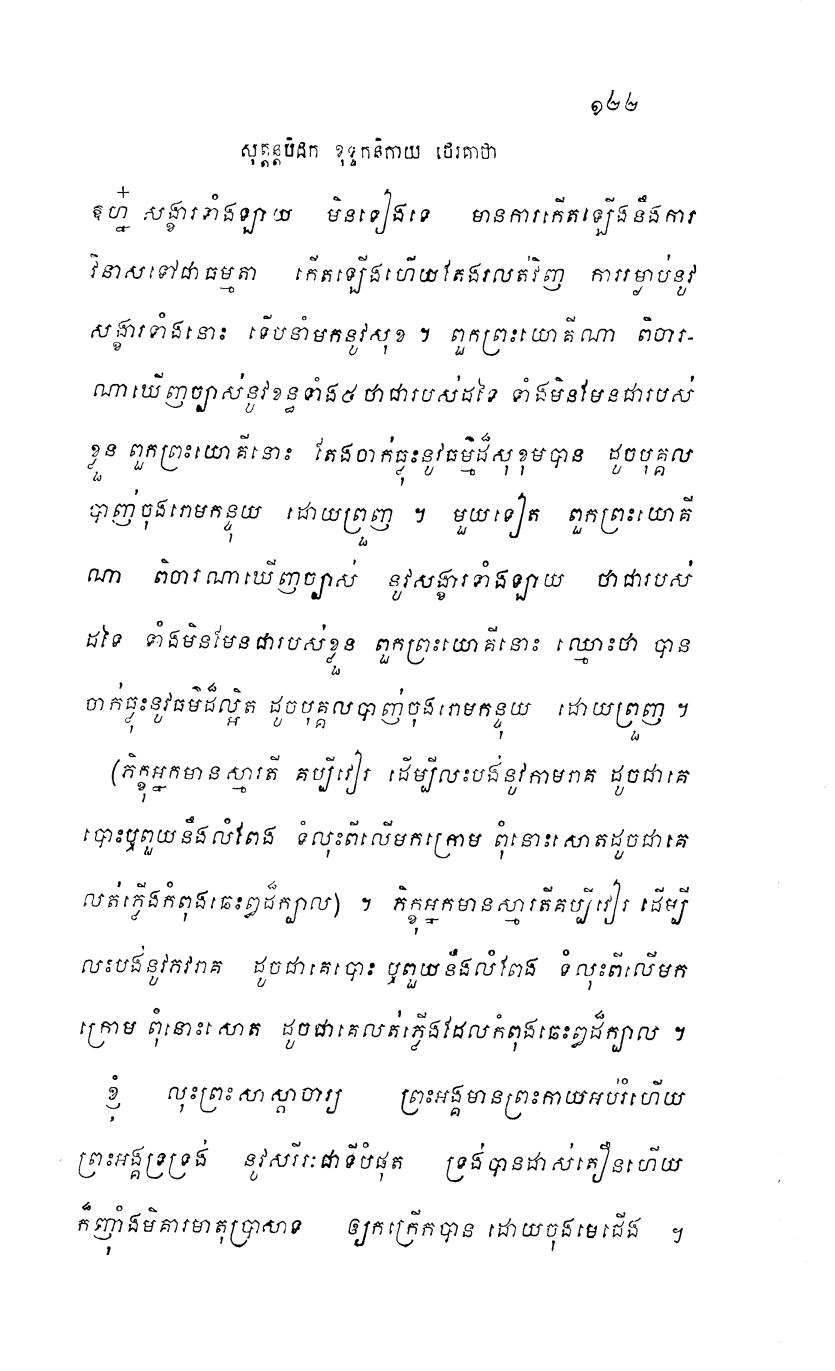 ១២២
សុត្តន្តបិដក ខុទ្ទកនិកាយ ថេរគាថា
ឧហ្ន៎ សង្ខារទាំងឡាយ មិនទៀងទេ មានការកើតឡើងនឹងការ
វិនាសទៅជាធម្មតា កើតឡើងហើយតែងរលត់វិញ ការរម្ងាប់នូវ
សង្ខារទាំងនោះ ទើបនាំមកនូវសុខ ។ ពួកព្រះយោគីណា ពិចារ-
ណាឃើញច្បាស់នូវខន្ធទាំង៥ ថាជារបស់ដទៃ ទាំងមិនមែនជារបស់
ខ្លួន ពួកព្រះយោគីនោះ តែងចាក់ធ្លុះនូវធម៌ដ៏សុខុមបាន ដូចបុគ្គល
បាញ់ចុងរោមកន្ទុយ ដោយព្រួញ ។ មួយទៀត ពួកព្រះយោគី
ណា ពិចារណាឃើញច្បាស់ នូវសង្ខារទាំងឡាយ ថាជារបស់
ដទៃ ទាំងមិនមែនជារបស់ខ្លួន ពួកព្រះយោគីនោះ ឈ្មោះថា បាន
ចាក់ធ្លុះនូវធម៌ដ៏ល្អិត ដូចបុគ្គលបាញ់ចុងរោមកន្ទុយ ដោយព្រួញ ។
(ភិក្ខុអ្នកមានស្មារតី គប្បីវៀរ ដើម្បីលះបង់នូវកាមរាគ ដូចជាគេ
បោះឬពួយនឹងលំពែង ទំលុះពីលើមកក្រោម ពុំនោះសោតដូចជាគេ
លត់ភ្លើងកំពុងឆេះឰដ៏ក្បាល) ។ ភិក្ខុអ្នកមានស្មារតីគប្បីវៀរ ដើម្បី
លះបង់នូវភវរាគ ដូចជាគេបោះ ឬពួយនឹងលំពែង ទំលុះពីលើមក
ក្រោម ពុំនោះសោត ដូចជាគេលត់ភ្លើងដែលកំពុងឆេះឰដ៏ក្បាល ។
ខ្ញុំ លុះព្រះសាស្តាចារ្យ ព្រះអង្គមានព្រះកាយអប់រំហើយ
ព្រះអង្គទ្រទ្រង់ នូវសរីរៈជាទីបំផុត ទ្រង់បានដាស់តឿនហើយ
ក៏ញ៉ាំងមិគារមាតុប្រាសាទ ឲ្យកក្រើកបាន ដោយចុងមេជើង ។